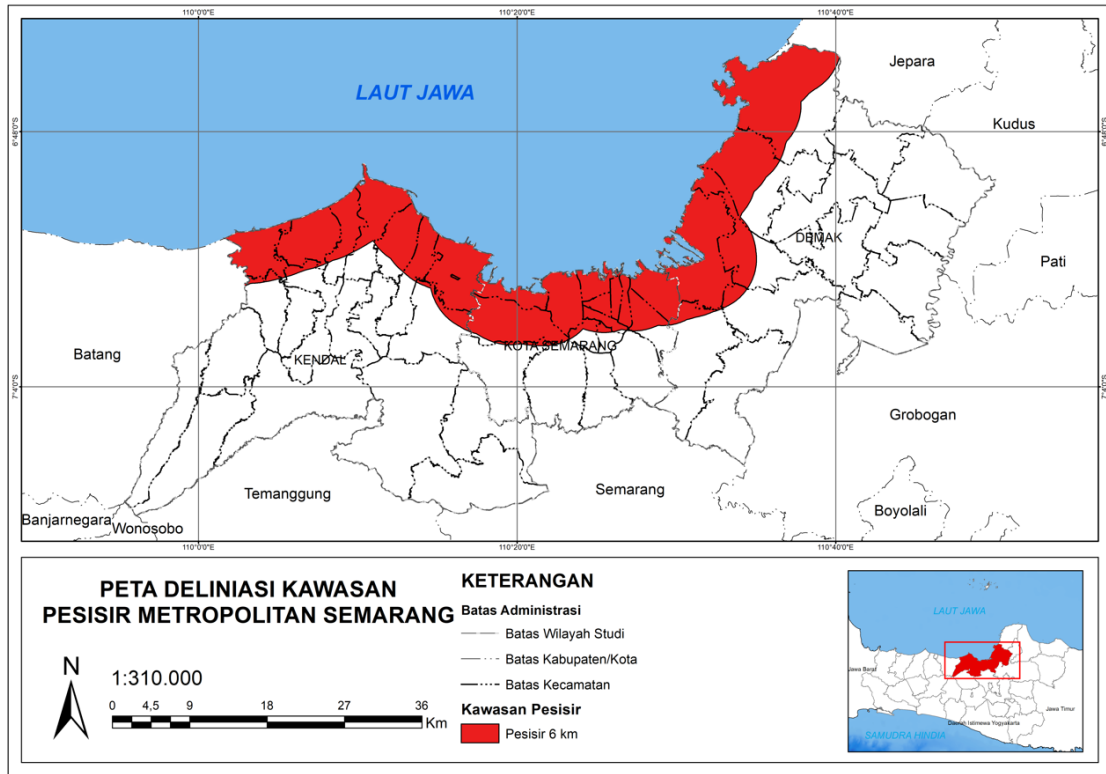 110°0'0"E
110°20'0"E
110°40'0"E
Jepara
LAUT JAWA
6°48'0"S
6°48'0"S
Kudus
DEMAK
Pati
Batang
KENDAL
KOTA SEMARANG
7°4'0"S
7°4'0"S
Grobogan
Temanggung
Semarang
Boyolali
Banjarnegara
Wonosobo
110°0'0"E
110°20'0"E
110°40'0"E
PETA DELINIASI KAWASAN
PESISIR METROPOLITAN SEMARANG
N
1:310.000
0 4,5 9 18 27 36
Km
KETERANGAN
Batas Administrasi
Batas Wilayah Studi
Batas Kabupaten/Kota
Batas Kecamatan
Kawasan Pesisir
Pesisir 6 km
LAUT JAWA
Jawa Barat
Jawa Timur
Daerah Istimewa Yogyakarta
SAMUDRA HINDIA